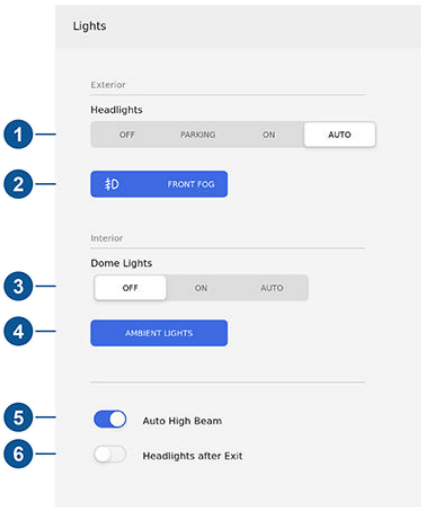 Lights
Exterior
Headlights
1 OFF PARKING ON AUTO
2 FRONT FOG
Interior
Dome Lights
3 OFF ON AUTO
4 AMBIENT LIGHTS
5 Auto High Beam
6 Headlights after Exit